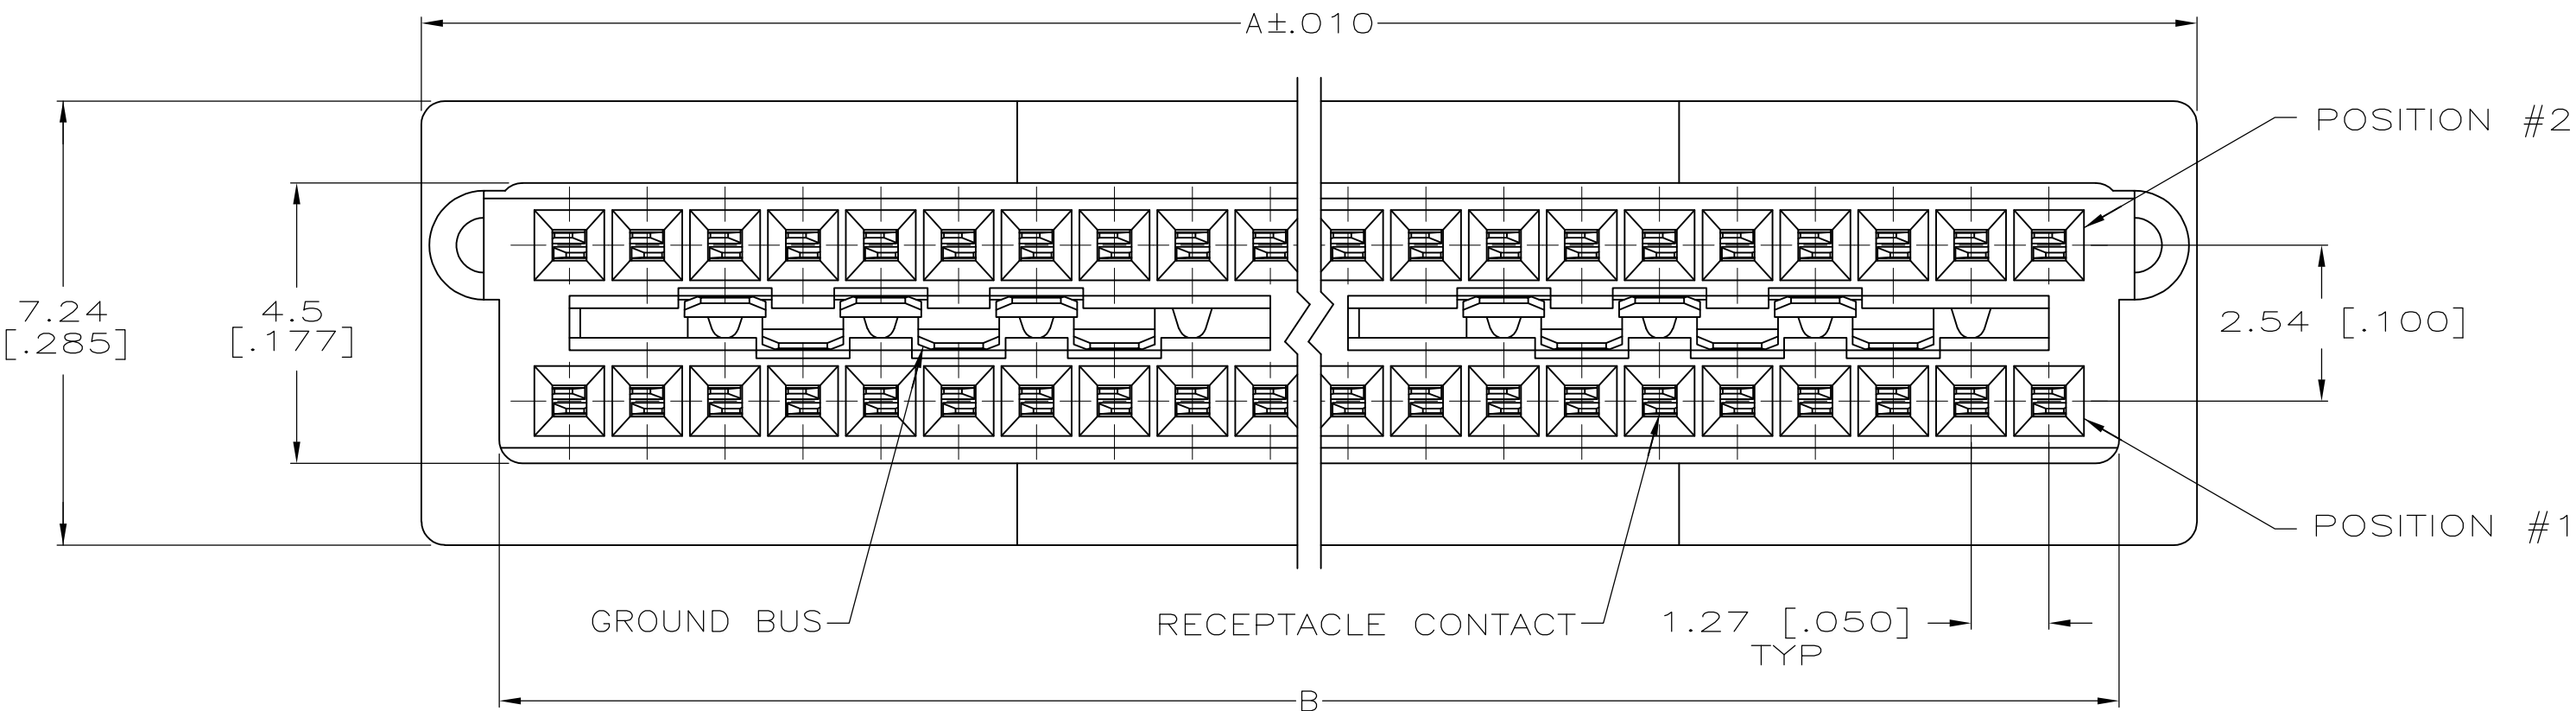 A±.010
POSITION #2
7.24
[.285]
4.5
[.177]
2.54 [.100]
POSITION #1
GROUND BUS
RECEPTACLE CONTACT
1.27 [.050]
TYP
B